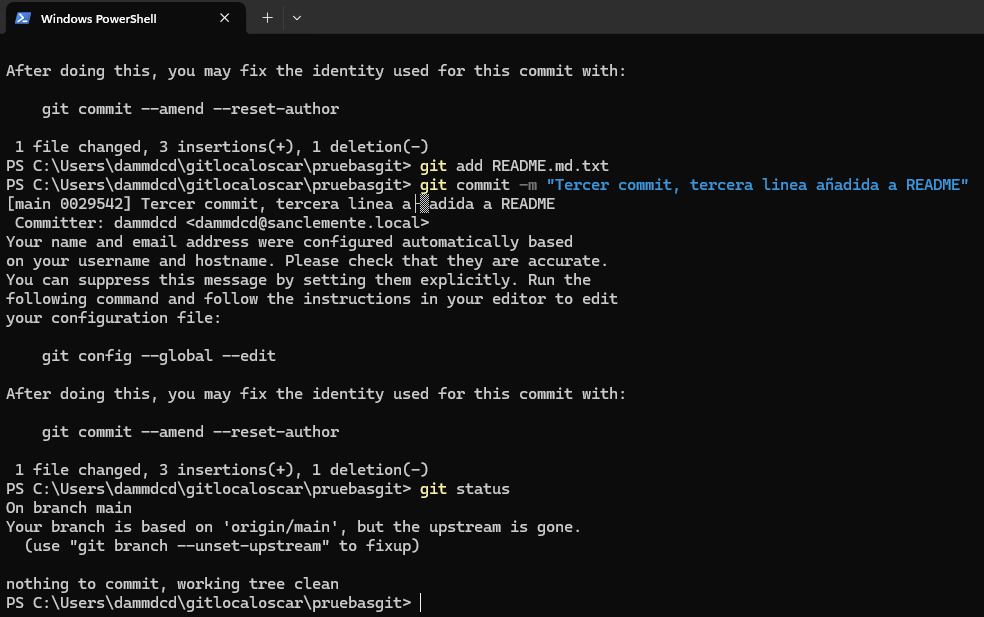 Windows PowerShell
After doing this, you may fix the identity used for this commit with:
git commit --amend --reset-author
1 file changed, 3 insertions(+), 1 deletion(-)
PS C:\Users\dammdcd\gitlocaloscar\pruebasgit> git add README.md.txt
PS C:\Users\dammdcd\gitlocaloscar\pruebasgit> git commit -m "Tercer commit, tercera linea añadida a README"
[main 0029542] Tercer commit, tercera linea a├▒adida a README
Committer: dammdcd <dammdcd@sanclemente.local>
Your name and email address were configured automatically based
on your username and hostname. Please check that they are accurate.
You can suppress this message by setting them explicitly. Run the
following command and follow the instructions in your editor to edit
your configuration file:
git config --global --edit
After doing this, you may fix the identity used for this commit with:
git commit --amend --reset-author
1 file changed, 3 insertions(+), 1 deletion(-)
PS C:\Users\dammdcd\gitlocaloscar\pruebasgit> git status
On branch main
Your branch is based on 'origin/main', but the upstream is gone.
(use "git branch --unset-upstream" to fixup)
nothing to commit, working tree clean
PS C:\Users\dammdcd\gitlocaloscar\pruebasgit>